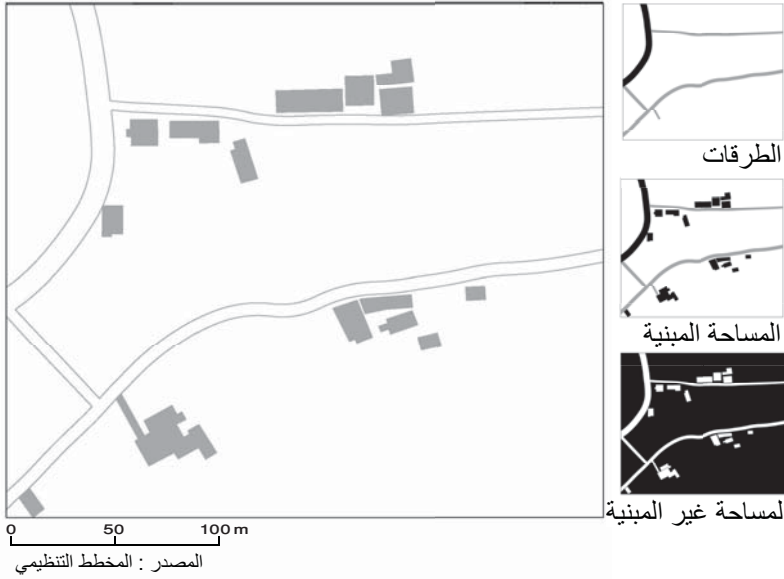 الطرقات
المساحة المبنية
لمساحة غير المبنية
0 50 100 m
المصدر : المخطط التنظيمي